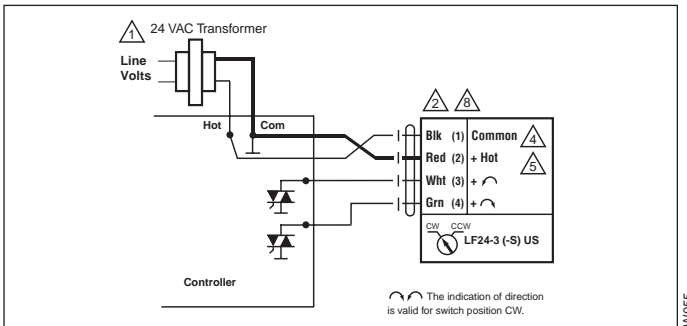 1 24 VAC Transformer
Line
Volts
Hot Com
2 8
Blk (1) Common 4
Red (2) + Hot 5
Wht (3) +
Grn (4) +
CW CCW
LF24-3 (-S) US
Controller
The indication of direction
is valid for switch position CW.